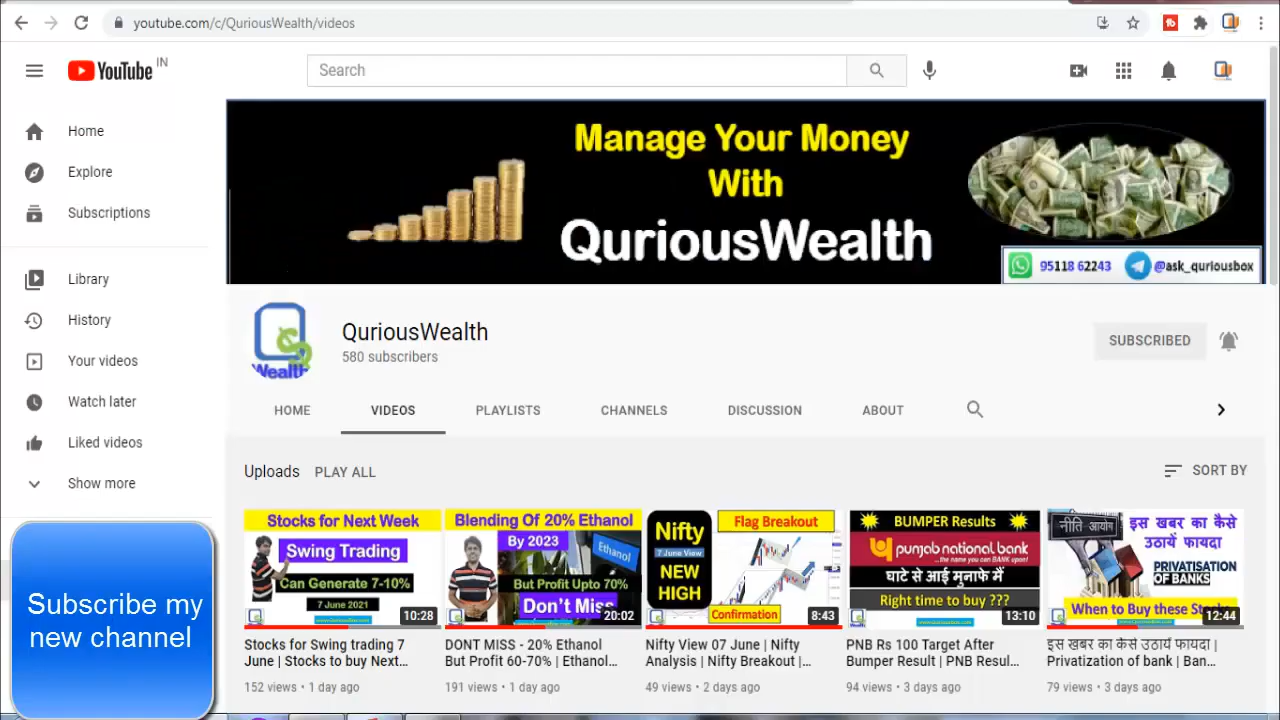 youtube.com/c/QuriousWealth/videos
YouTube IN
Search
Home
Explore
Subscriptions
Library
History
Your videos
Watch later
Liked videos
Show more
Subscribe my
new channel
Manage Your Money
With
QuriousWealth
95118 62243 @ask_quriousbox
Wealth
QuriousWealth
580 subscribers
SUBSCRIBED
HOME VIDEOS PLAYLISTS CHANNELS DISCUSSION ABOUT
Uploads PLAY ALL
SORT BY
Stocks for Next Week
Swing Trading
Can Generate 7-10%
7 June 2021
10:28
Stocks for Swing trading 7
June | Stocks to buy Next...
152 views • 1 day ago
Blending Of 20% Ethanol
By 2023
Ethanol
But Profit Upto 70%
Don't Miss
20:02
DONT MISS - 20% Ethanol
But Profit 60-70% | Ethanol...
191 views • 1 day ago
Nifty
7 June View
NEW
HIGH
Flag Breakout
Confirmation
8:43
Nifty View 07 June | Nifty
Analysis | Nifty Breakout |...
49 views • 2 days ago
BUMPER Results
punjab national bank
...the name you can BANK upon!
घाटे से आई मुनाफे में
Right time to buy ???
13:10
PNB Rs 100 Target After
Bumper Result | PNB Resul...
94 views • 3 days ago
नीति आयोग
इस खबर का कैसे
उठायें फायदा
PRIVATISATION
OF BANKS
When to Buy these St
12:44
इस खबर का कैसे उठायें फायदा |
Privatization of bank | Ban...
79 views • 3 days ago